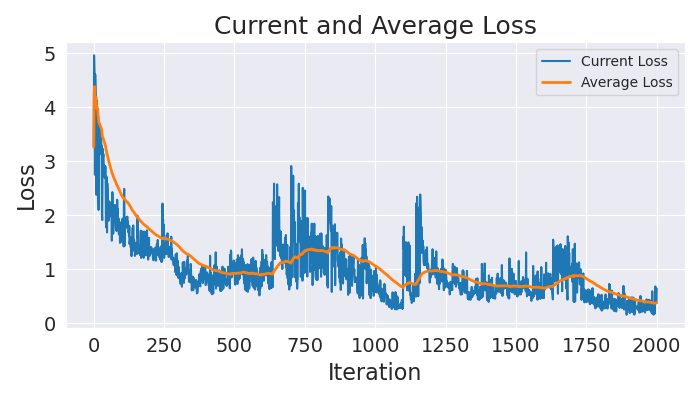 Current and Average Loss
5
4
3
2
1
0
Loss
Current Loss
Average Loss
0 250 500 750 1000 1250 1500 1750 2000
Iteration